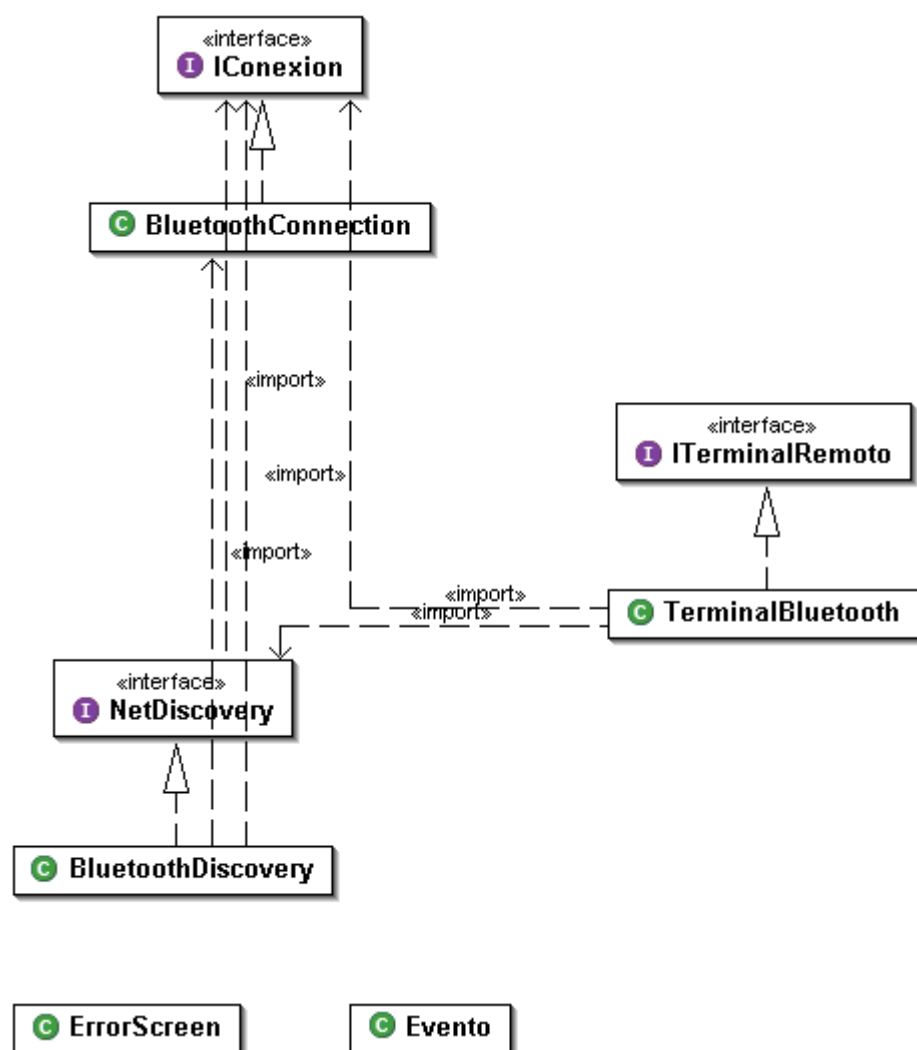 «interface»
I IConexion
C BluetoothConnection
«import»
«interface»
I ITerminalRemoto
«import»
«import»
«import»
«import»
C TerminalBluetooth
«interface»
I NetDiscovery
C BluetoothDiscovery
C ErrorScreen
C Evento